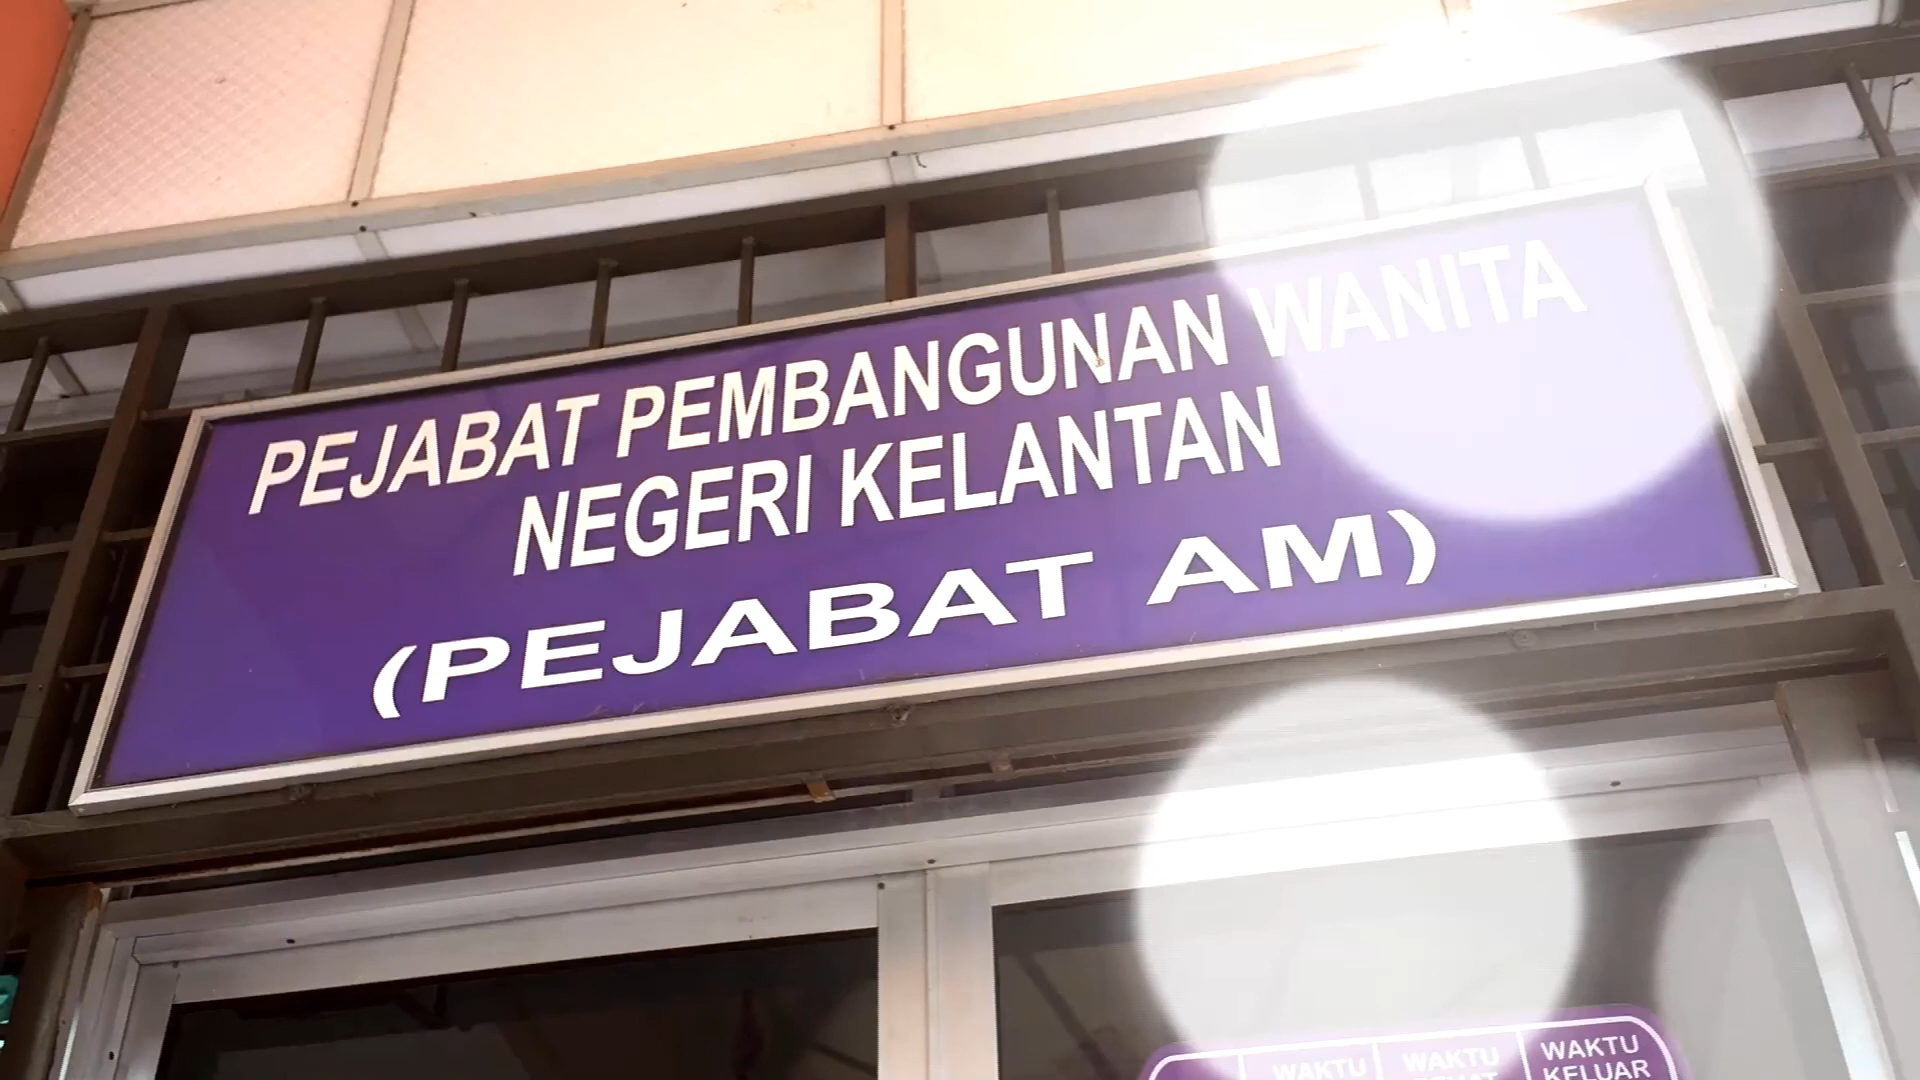 PEJABAT PEMBANGUNAN WANITA
NEGERI KELANTAN
(PEJABAT AM)
WAKTU WAKTU WAKTU
KELUAR